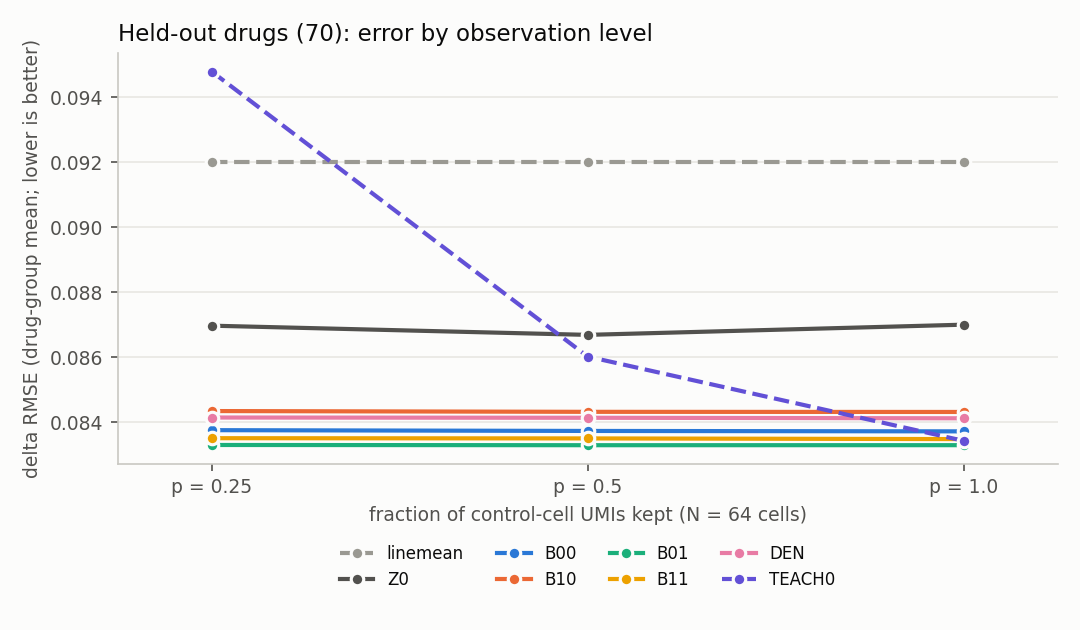 Held-out drugs (70): error by observation level
delta RMSE (drug-group mean; lower is better)
0.094
0.092
0.090
0.088
0.086
0.084
p = 0.25
p = 0.5
p = 1.0
fraction of control-cell UMIs kept (N = 64 cells)
linemean
B00
B01
DEN
Z0
B10
B11
TEACH0